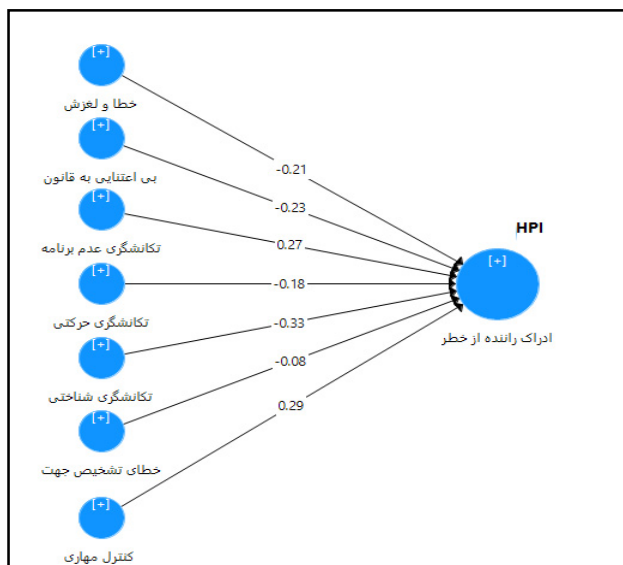 [+]
خطا و لغزش
-0.21
[+]
بی اعتنایی به قانون
-0.23
[+]
تکانشگری عدم برنامه
0.27
[+]
تکانشگری حرکتی
-0.18
[+]
تکانشگری شناختی
-0.33
[+]
خطای تشخیص جهت
-0.08
[+]
کنترل مهاری
0.29
HPI
[+]
ادراک راننده از خطر